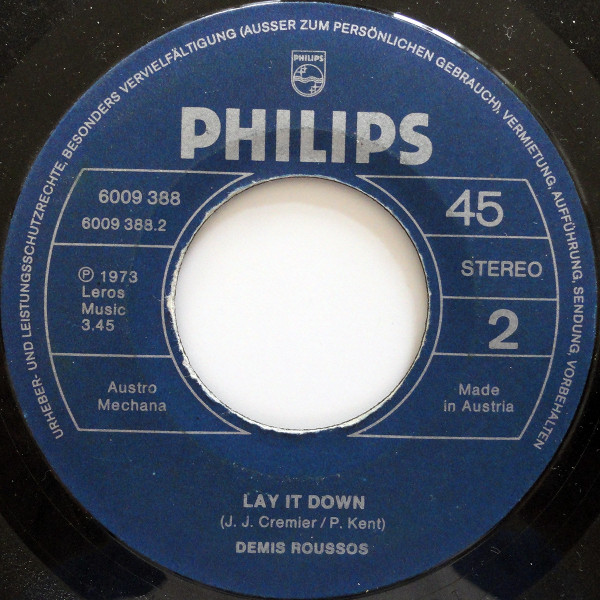 URHEBER- UND LEISTUNGSSCHUTZRECHTE, BESONDERS VERVIELFÄLTIGUNG (AUSSER ZUM PERSÖNLICHEN GEBRAUCH), VERMIETUNG, AUFFÜHRUNG, SENDUNG, VORBEHALTEN
PHILIPS
PHILIPS
6009 388
6009 388.2
℗ 1973
Leros
Music
3.45
Austro
Mechana
45
STEREO
2
Made
in Austria
LAY IT DOWN
(J. J. Cremier / P. Kent)
DEMIS ROUSSOS